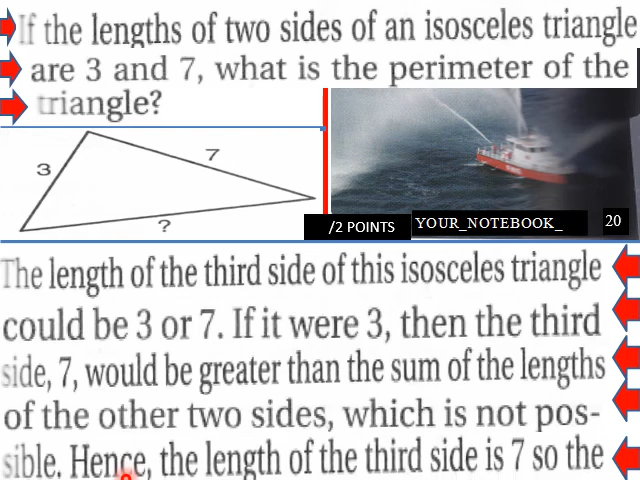 If the lengths of two sides of an isosceles triangle
are 3 and 7, what is the perimeter of the
triangle?
3
7
?
/2 POINTS
YOUR_NOTEBOOK_
20
The length of the third side of this isosceles triangle
could be 3 or 7. If it were 3, then the third
side, 7, would be greater than the sum of the lengths
of the other two sides, which is not pos-
sible. Hence, the length of the third side is 7 so the